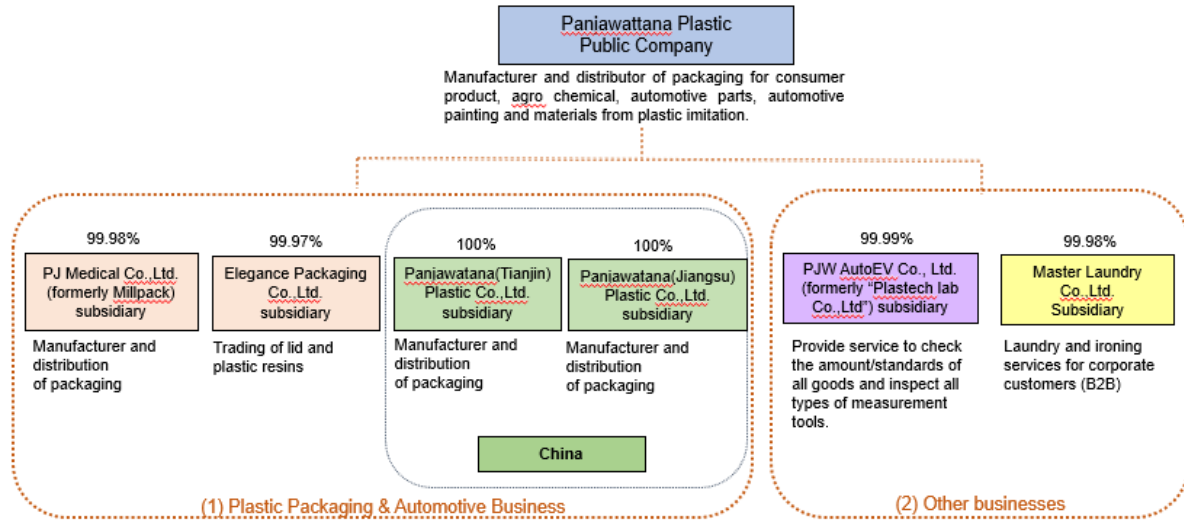 Panjawattana Plastic
Public Company
Manufacturer and distributor of packaging for consumer
product, agro chemical, automotive parts, automotive
painting and materials from plastic imitation.
99.98%
PJ Medical Co.,Ltd.
(formerly Millpack)
subsidiary
Manufacturer and
distribution
of packaging
99.97%
Elegance Packaging
Co.,Ltd.
subsidiary
Trading of lid and
plastic resins
100%
Panjawatana(Tianjin)
Plastic Co.,Ltd.
subsidiary
Manufacturer and
distribution
of packaging
100%
Panjawatana(Jiangsu)
Plastic Co.,Ltd.
subsidiary
Manufacturer and
distribution
of packaging
China
(1) Plastic Packaging & Automotive Business
99.99%
PJW AutoEV Co., Ltd.
(formerly “Plastech lab
Co.,Ltd”) subsidiary
Provide service to check
the amount/standards of
all goods and inspect all
types of measurement
tools.
99.98%
Master Laundry
Co.,Ltd.
Subsidiary
Laundry and ironing
services for corporate
customers (B2B)
(2) Other businesses